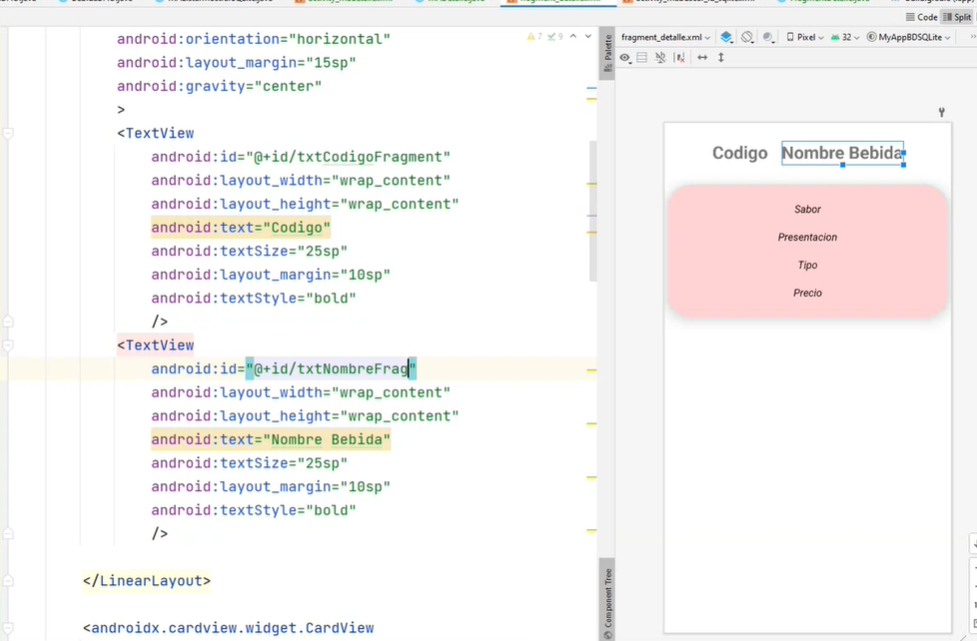 Code
Split
android:orientation="horizontal"
android:layout_margin="15sp"
android:gravity="center"
>
<TextView
android:id="@+id/txtCodigoFragment"
android:layout_width="wrap_content"
android:layout_height="wrap_content"
android:text="Codigo"
android:textSize="25sp"
android:layout_margin="10sp"
android:textStyle="bold"
/>
<TextView
android:id="@+id/txtNombreFrag"
android:layout_width="wrap_content"
android:layout_height="wrap_content"
android:text="Nombre Bebida"
android:textSize="25sp"
android:layout_margin="10sp"
android:textStyle="bold"
/>
</LinearLayout>
<androidx.cardview.widget.CardView
7 9
Palette
Component Tree
fragment_detalle.xml
Pixel
32
MyAppBDSQLite
Codigo Nombre Bebida
Sabor
Presentacion
Tipo
Precio